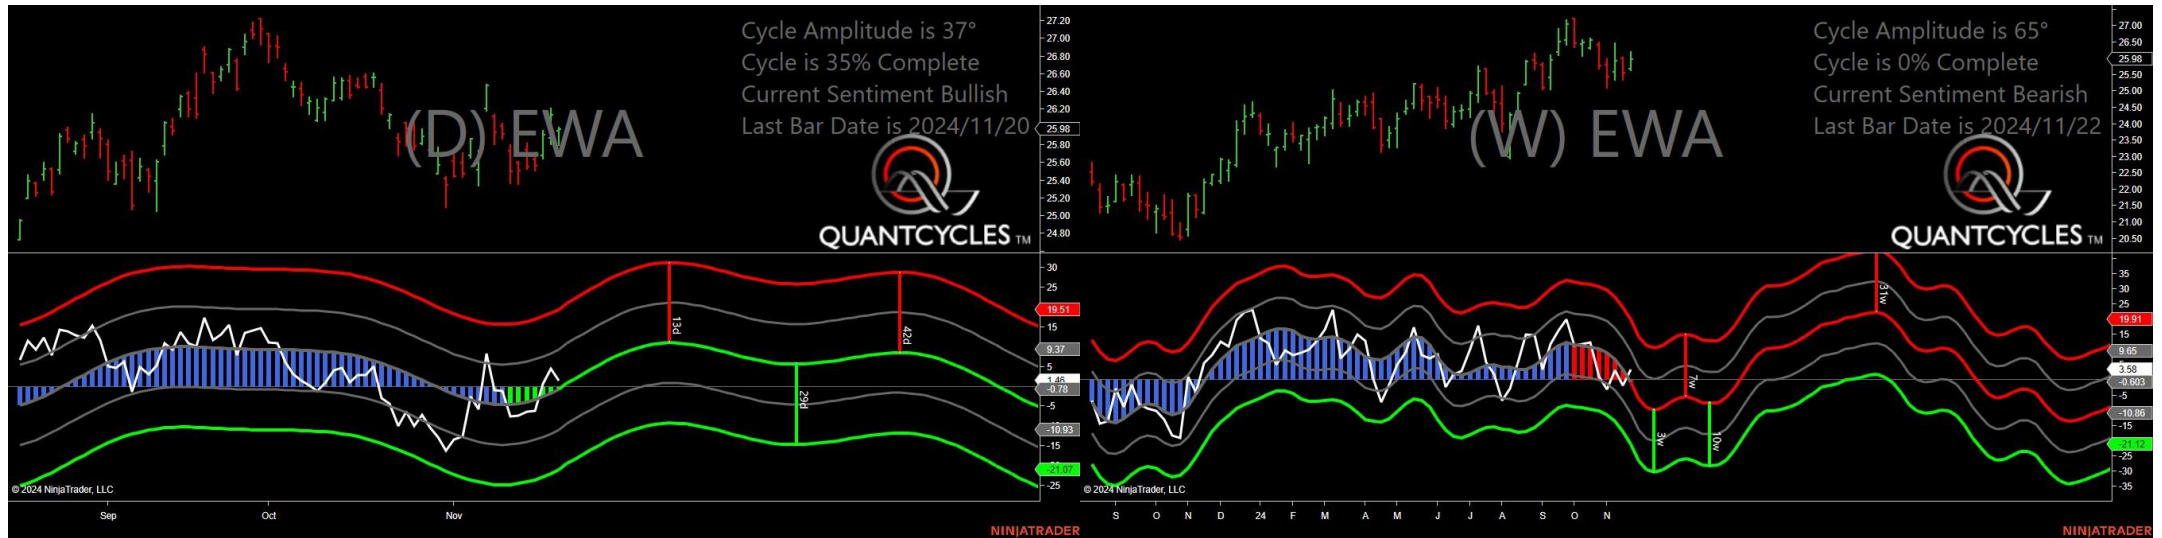 Cycle Amplitude is 37°
Cycle is 35% Complete
Current Sentiment Bullish
Last Bar Date is 2024/11/20
(D) EWA
QUANTCYCLES TM
27.20
27.00
26.80
26.60
26.40
26.20
25.98
25.80
25.60
25.40
25.20
25.00
24.80
30
25
19.51
15
9.37
5
1.46
-0.78
-5
-10.93
-15
-21.07
-25
13d
29d
42d
© 2024 NinjaTrader, LLC
Sep
Oct
Nov
NINJATRADER
Cycle Amplitude is 65°
Cycle is 0% Complete
Current Sentiment Bearish
Last Bar Date is 2024/11/22
(W) EWA
QUANTCYCLES TM
27.00
26.50
25.98
25.50
25.00
24.50
24.00
23.50
23.00
22.50
22.00
21.50
21.00
20.50
35
30
25
19.91
15
9.65
3.58
-0.603
-5
-10.86
-15
-21.12
-25
-30
-35
3w
7w
10w
31w
© 2024 NinjaTrader, LLC
S O N D 24 F M A M J J A S O N
NINJATRADER